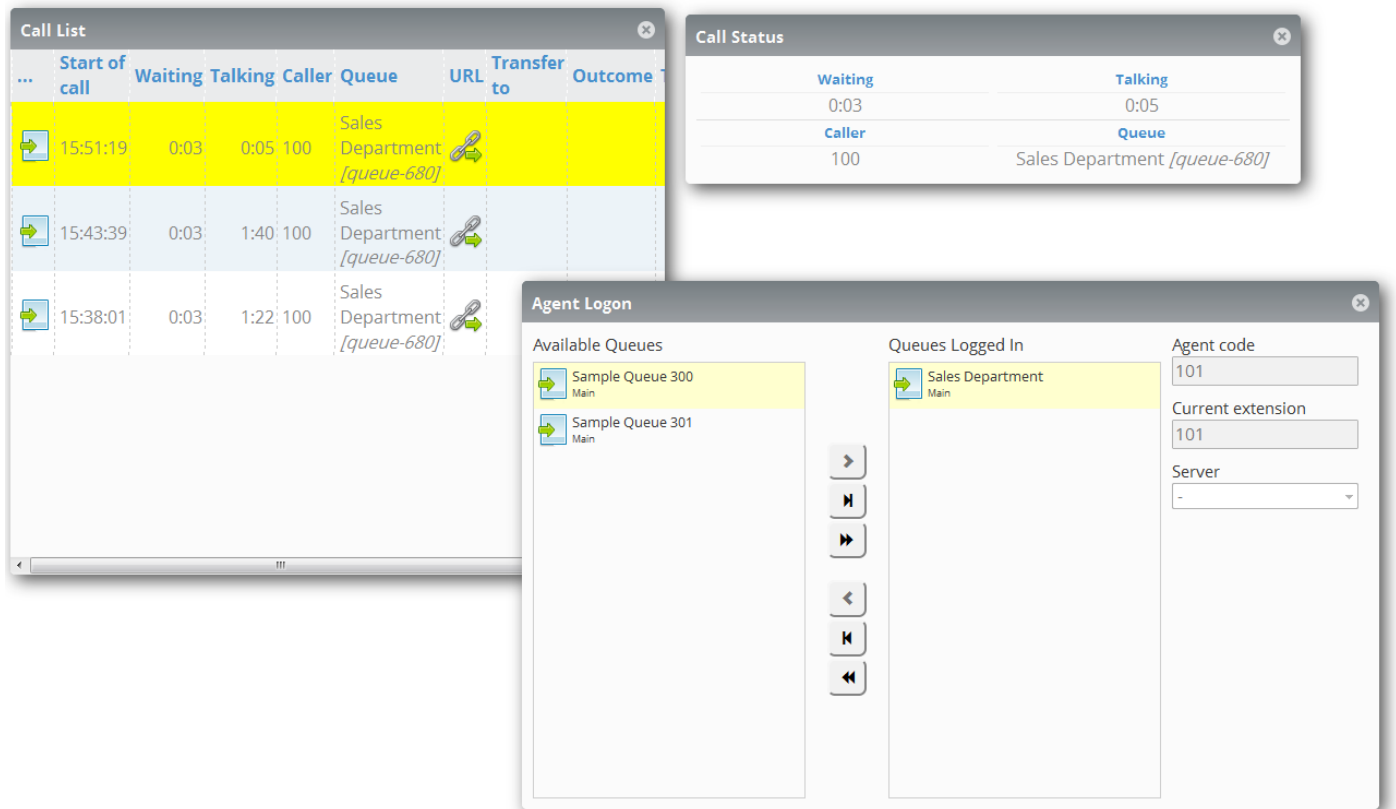 Call List
... Start of call Waiting Talking Caller Queue URL Transfer to Outcome
15:51:19 0:03 0:05 100 Sales Department [queue-680]
15:43:39 0:03 1:40 100 Sales Department [queue-680]
15:38:01 0:03 1:22 100 Sales Department [queue-680]
Call Status
Waiting Talking
0:03 0:05
Caller Queue
100 Sales Department [queue-680]
Agent Logon
Available Queues
Sample Queue 300
Main
Sample Queue 301
Main
Queues Logged In
Sales Department
Main
Agent code
101
Current extension
101
Server
-